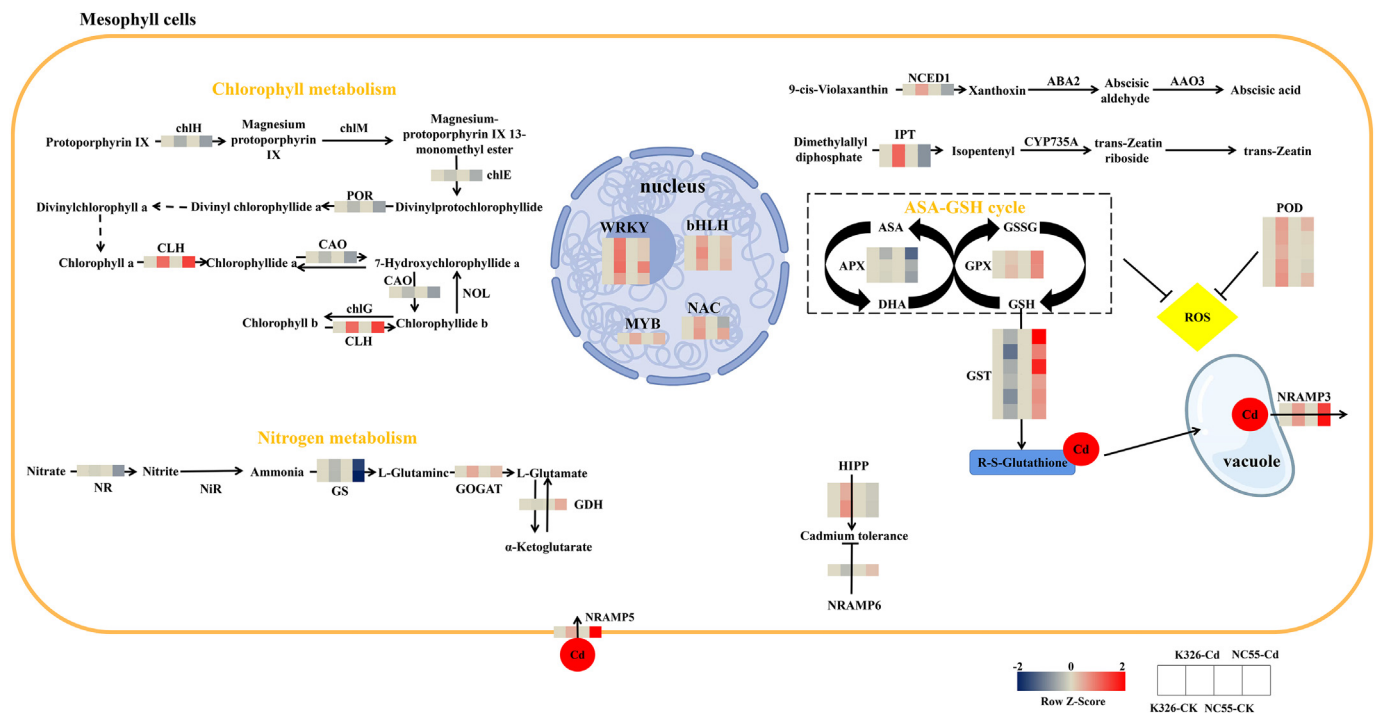 Mesophyll cells
Chlorophyll metabolism
Protoporphyrin IX
chlH
Magnesium
protoporphyrin
IX
chlM
Magnesium-
protoporphyrin IX 13-
monomethyl ester
chlE
Divinylchlorophyll a
Divinyl chlorophyllide a
POR
Divinylprotochlorophyllide
Chlorophyll a
CLH
Chlorophyllide a
CAO
7-Hydroxychlorophyllide a
CAO
NOL
Chlorophyll b
chlG
CLH
Chlorophyllide b
Nitrogen metabolism
Nitrate
NR
Nitrite
NiR
Ammonia
GS
L-Glutaminc
GOGAT
L-Glutamate
GDH
α-Ketoglutarate
nucleus
WRKY
bHLH
MYB
NAC
9-cis-Violaxanthin
NCED1
Xanthoxin
ABA2
Abscisic
aldehyde
AAO3
Abscisic acid
Dimethylallyl
diphosphate
IPT
Isopentenyl
CYP735A
trans-Zeatin
riboside
trans-Zeatin
ASA-GSH cycle
ASA
GSSG
APX
GPX
DHA
GSH
POD
ROS
GST
R-S-Glutathione
Cd
Cd
NRAMP3
vacuole
HIPP
Cadmium tolerance
NRAMP6
NRAMP5
Cd
-2
0
2
Row Z-Score
K326-Cd
NC55-Cd
K326-CK
NC55-CK